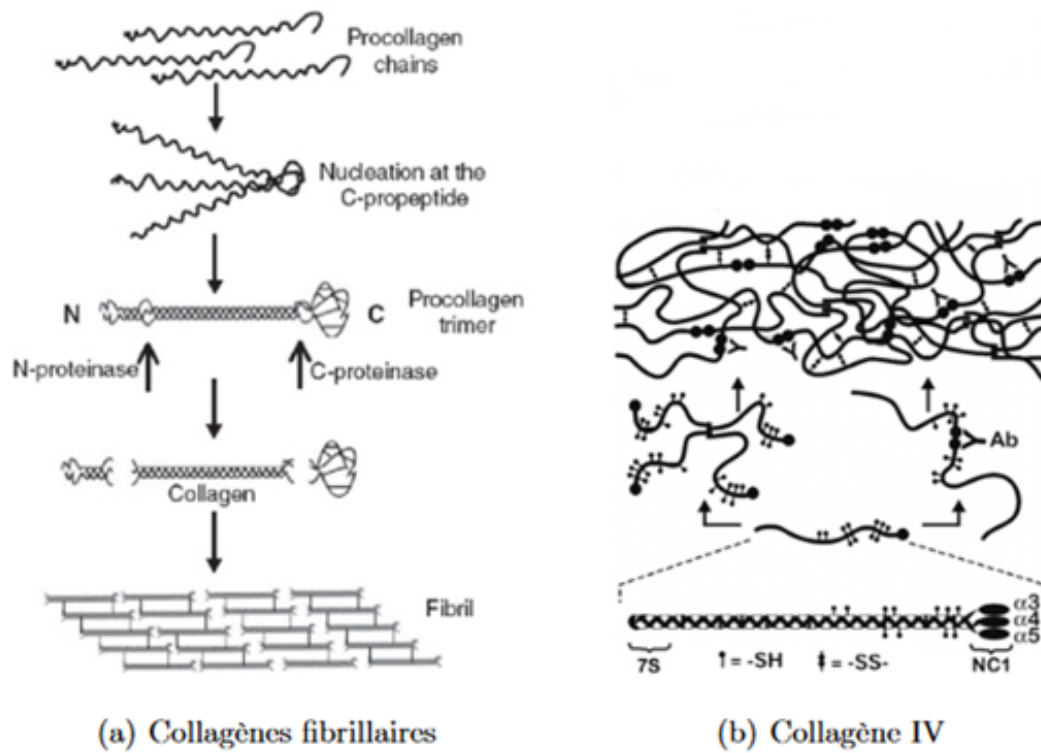 Procollagen
chains
Nucleation at the
C-propeptide
N
C
Procollagen
trimer
N-proteinase
C-proteinase
Collagen
Fibril
(a) Collagènes fibrillaires
Ab
α3
α4
α5
7S
= -SH
= -SS-
NC1
(b) Collagène IV